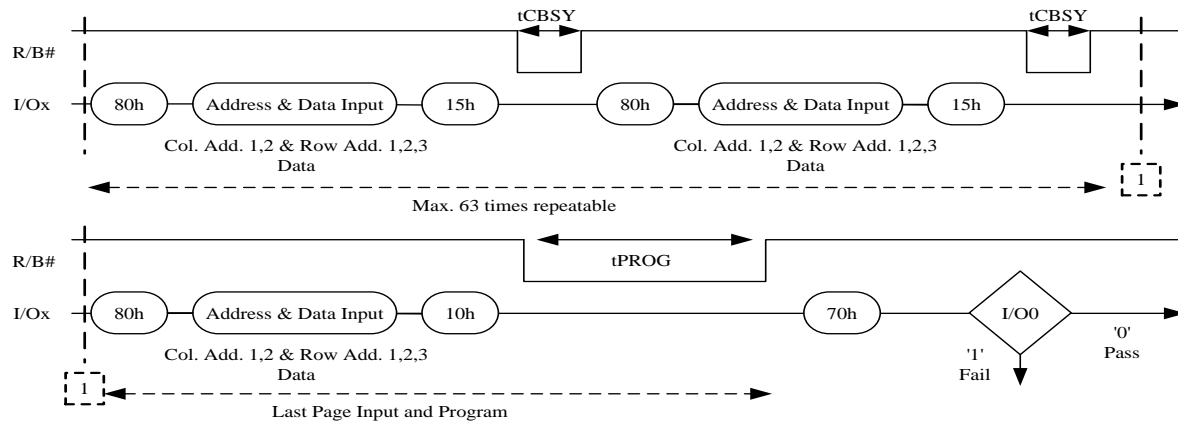 tCBSY tCBSY
R/B#
I/Ox 80h Address & Data Input 15h 80h Address & Data Input 15h
Col. Add. 1,2 & Row Add. 1,2,3 Col. Add. 1,2 & Row Add. 1,2,3
Data Data
1
Max. 63 times repeatable
R/B#
tPROG
I/Ox 80h Address & Data Input 10h 70h I/O0
'0'
Pass
Col. Add. 1,2 & Row Add. 1,2,3
'1'
Fail
Data
1
Last Page Input and Program